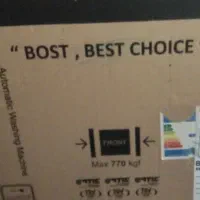 “ BOST , BEST CHOICE
Automatic Washing Machine
FRONT
Max 770 kgf